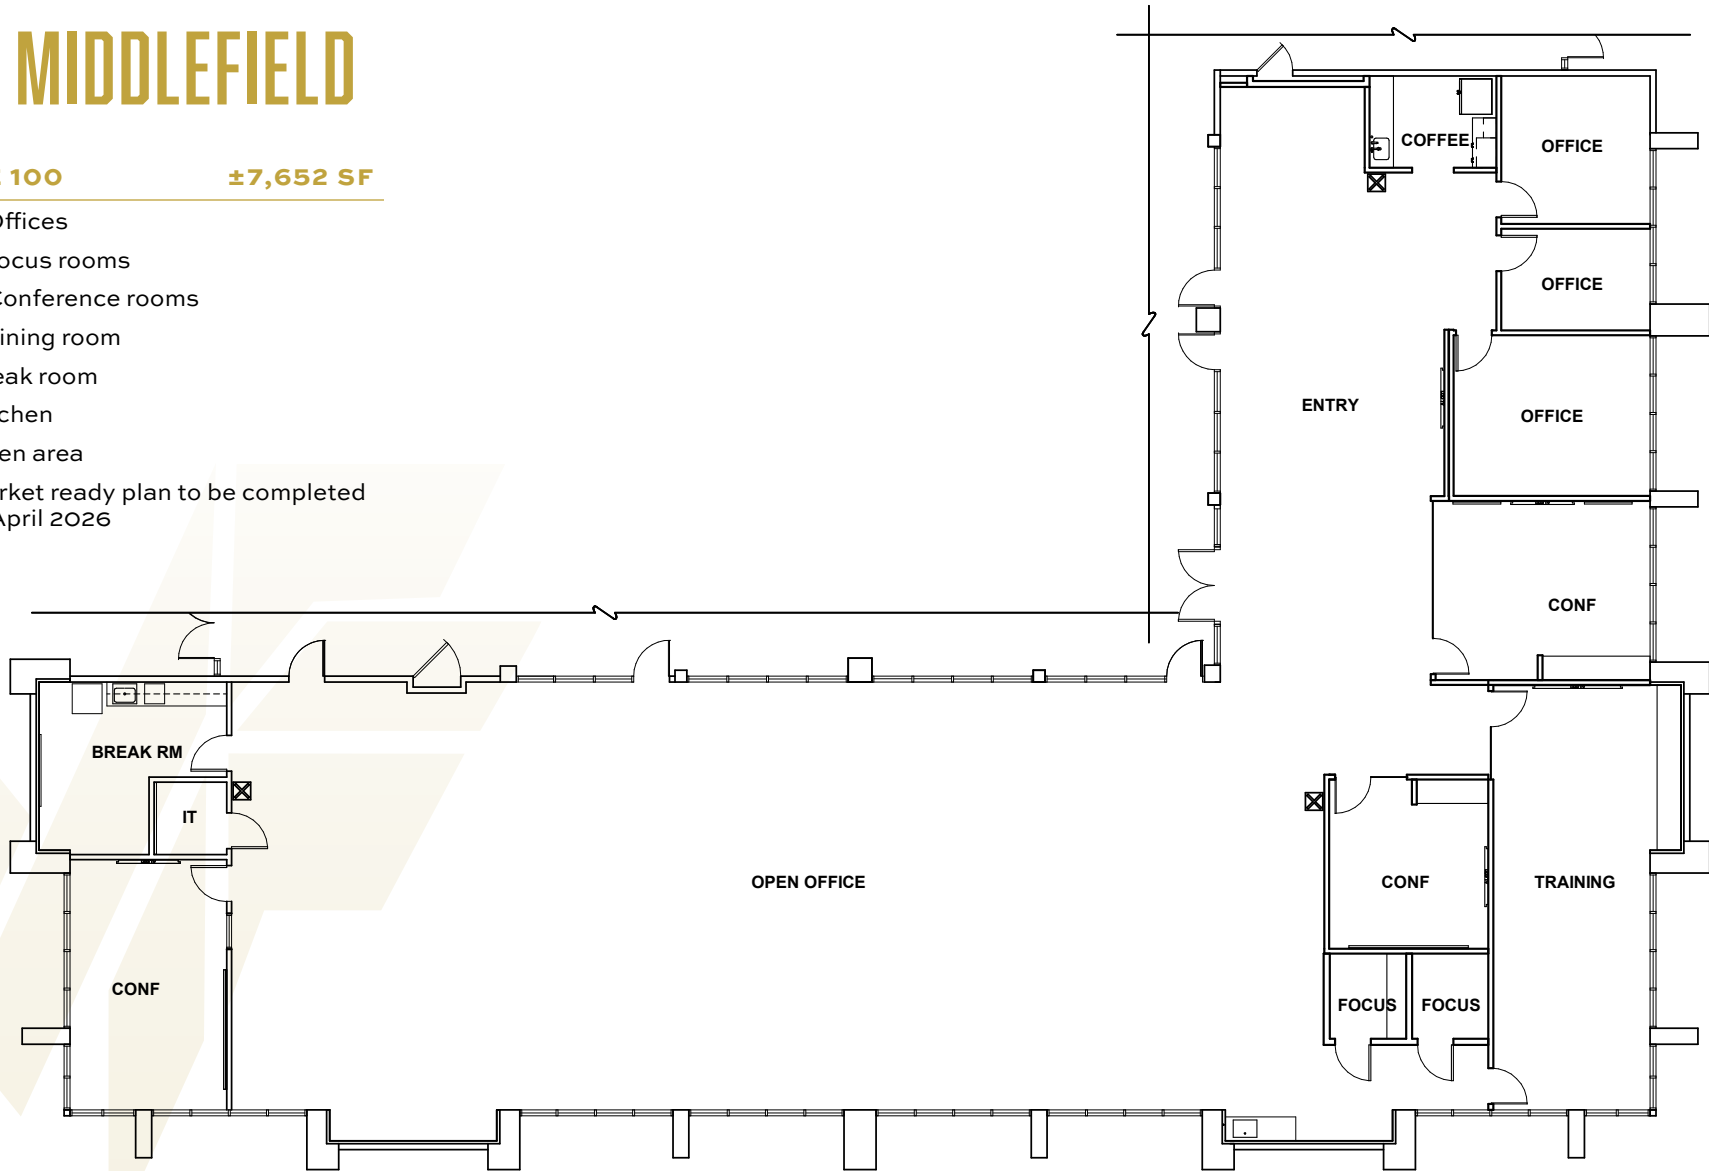 MIDDLEFIELD
100 ±7,652 SF
Offices
ocus rooms
Conference rooms
ining room
eak room
chen
en area
rket ready plan to be completed
April 2026
COFFEE
OFFICE
OFFICE
ENTRY
OFFICE
CONF
BREAK RM
IT
OPEN OFFICE
CONF
TRAINING
CONF
FOCUS
FOCUS